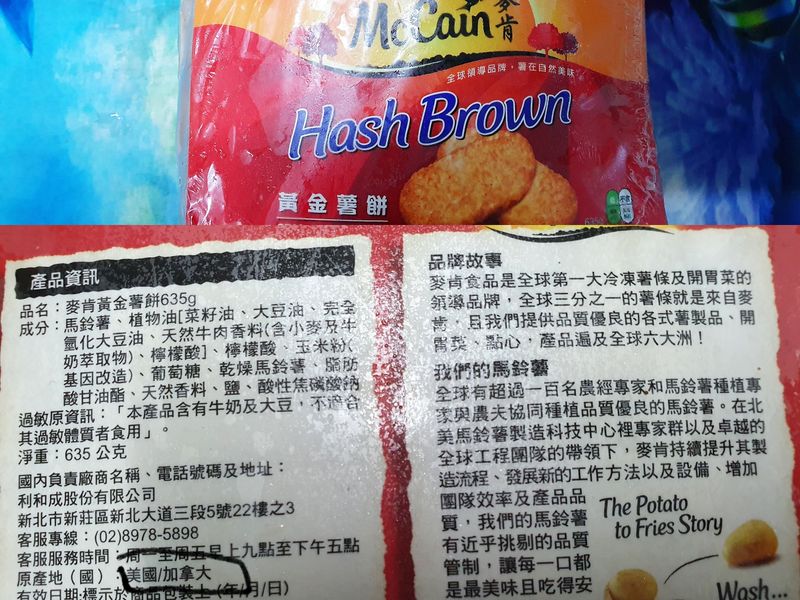 McCain 麥肯
全球領導品牌，薯在自然美味
Hash Brown
黃金薯餅
產品資訊
品名：麥肯黃金薯餅635g
成分：馬鈴薯、植物油[菜籽油、大豆油、完全
氫化大豆油、天然牛肉香料(含小麥及牛
奶萃取物)、檸檬酸]、檸檬酸、玉米粉(
基因改造)、葡萄糖、乾燥馬鈴薯、脂肪
酸甘油酯、天然香料、鹽、酸性焦磷酸鈉
過敏原資訊：「本產品含有牛奶及大豆，不適合
其過敏體質者食用」。
淨重：635 公克
國內負責廠商名稱、電話號碼及地址：
利和成股份有限公司
新北市新莊區新北大道三段5號22樓之3
客服專線：(02)8978-5898
客服服務時間：周一至周五早上九點至下午五點
原產地（國）：美國/加拿大
有效日期:標示於商品包裝上 (年/月/日)
品牌故事
麥肯食品是全球第一大冷凍薯條及開胃菜的
領導品牌，全球三分之一的薯條就是來自麥
肯，且我們提供品質優良的各式薯製品、開
胃菜、點心，產品遍及全球六大洲！
我們的馬鈴薯
全球有超過一百名農經專家和馬鈴薯種植專
家與農夫協同種植品質優良的馬鈴薯。在北
美馬鈴薯製造科技中心裡專家群以及卓越的
全球工程團隊的帶領下，麥肯持續提升其製
造流程、發展新的工作方法以及設備、增加
團隊效率及產品品
質，我們的馬鈴薯
有近乎挑剔的品質
管制，讓每一口都
是最美味且吃得安
The Potato
to Fries Story
Wash...